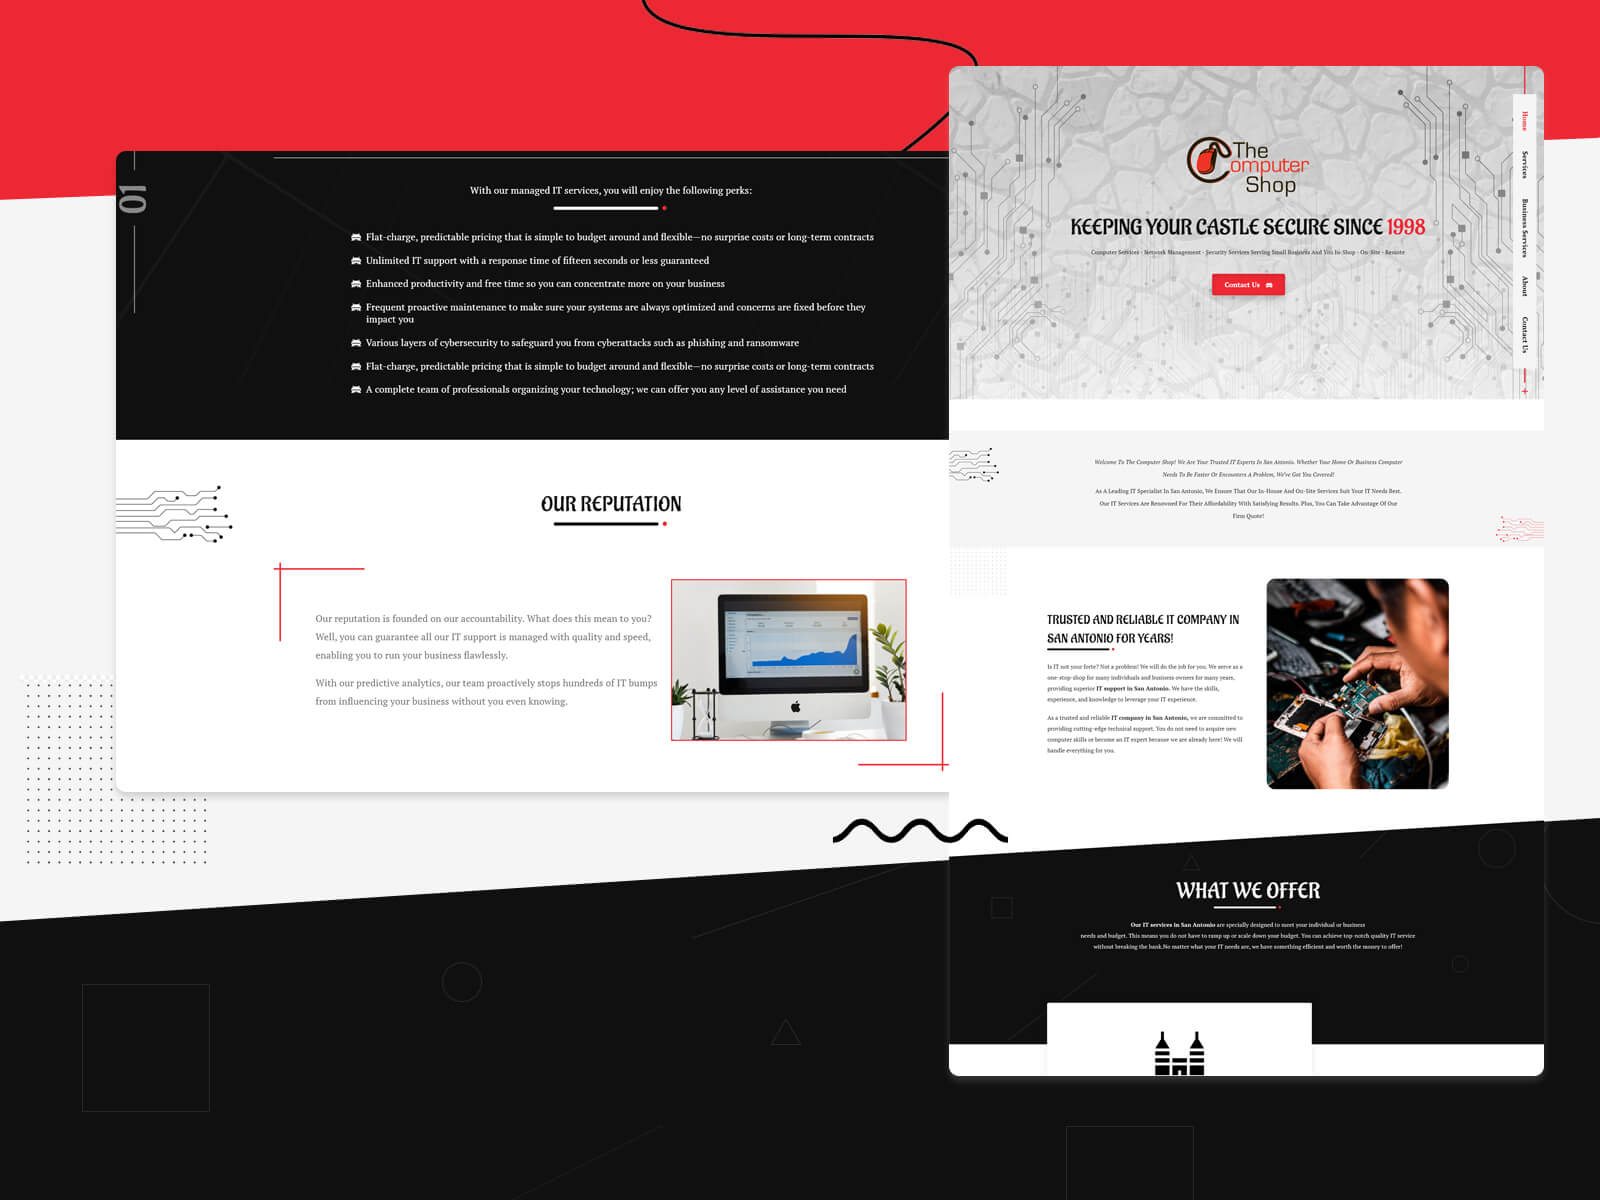 01
With our managed IT services, you will enjoy the following perks:
Flat-charge, predictable pricing that is simple to budget around and flexible—no surprise costs or long-term contracts
Unlimited IT support with a response time of fifteen seconds or less guaranteed
Enhanced productivity and free time so you can concentrate more on your business
Frequent proactive maintenance to make sure your systems are always optimized and concerns are fixed before they
impact you
Various layers of cybersecurity to safeguard you from cyberattacks such as phishing and ransomware
Flat-charge, predictable pricing that is simple to budget around and flexible—no surprise costs or long-term contracts
A complete team of professionals organizing your technology; we can offer you any level of assistance you need
OUR REPUTATION
Our reputation is founded on our accountability. What does this mean to you?
Well, you can guarantee all our IT support is managed with quality and speed,
enabling you to run your business flawlessly.
With our predictive analytics, our team proactively stops hundreds of IT bumps
from influencing your business without you even knowing.
The
Computer
Shop
KEEPING YOUR CASTLE SECURE SINCE 1998
Computer Services - Network Management - Security Services Serving Small Business And You In-Shop - On-Site - Remote
Contact Us
Home
Services
Business Services
About
Contact Us
Welcome To The Computer Shop! We Are Your Trusted IT Experts In San Antonio. Whether Your Home Or Business Computer
Needs To Be Faster Or Encounters A Problem, We've Got You Covered!
As A Leading IT Specialist In San Antonio, We Ensure That Our In-House And On-Site Services Suit Your IT Needs Best.
Our IT Services Are Renowned For Their Affordability With Satisfying Results. Plus, You Can Take Advantage Of Our
Firm Quote!
TRUSTED AND RELIABLE IT COMPANY IN
SAN ANTONIO FOR YEARS!
Is IT not your forte? Not a problem! We will do the job for you. We serve as a
one-stop-shop for many individuals and business owners for many years,
providing superior IT support in San Antonio. We have the skills,
experience, and knowledge to leverage your IT experience.
As a trusted and reliable IT company in San Antonio, we are committed to
providing cutting-edge technical support. You do not need to acquire new
computer skills or become an IT expert because we are already here! We will
handle everything for you.
WHAT WE OFFER
Our IT services in San Antonio are specially designed to meet your individual or business
needs and budget. This means you do not have to ramp up or scale down your budget. You can achieve top-notch quality IT service
without breaking the bank.No matter what your IT needs are, we have something efficient and worth the money to offer!